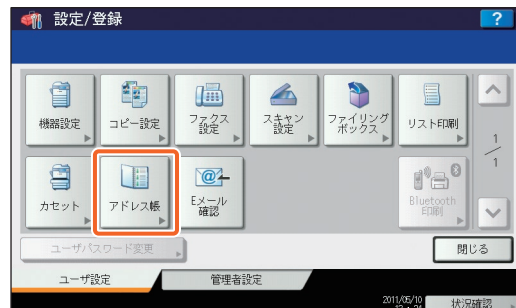 設定/登録
?
機器設定
コピー設定
ファクス
設定
スキャン
設定
ファイリング
ボックス
リスト印刷
1
1
カセット
アドレス帳
Eメール
確認
Bluetooth
印刷
ユーザパスワード変更
閉じる
ユーザ設定
管理者設定
2011/05/10
状況確認